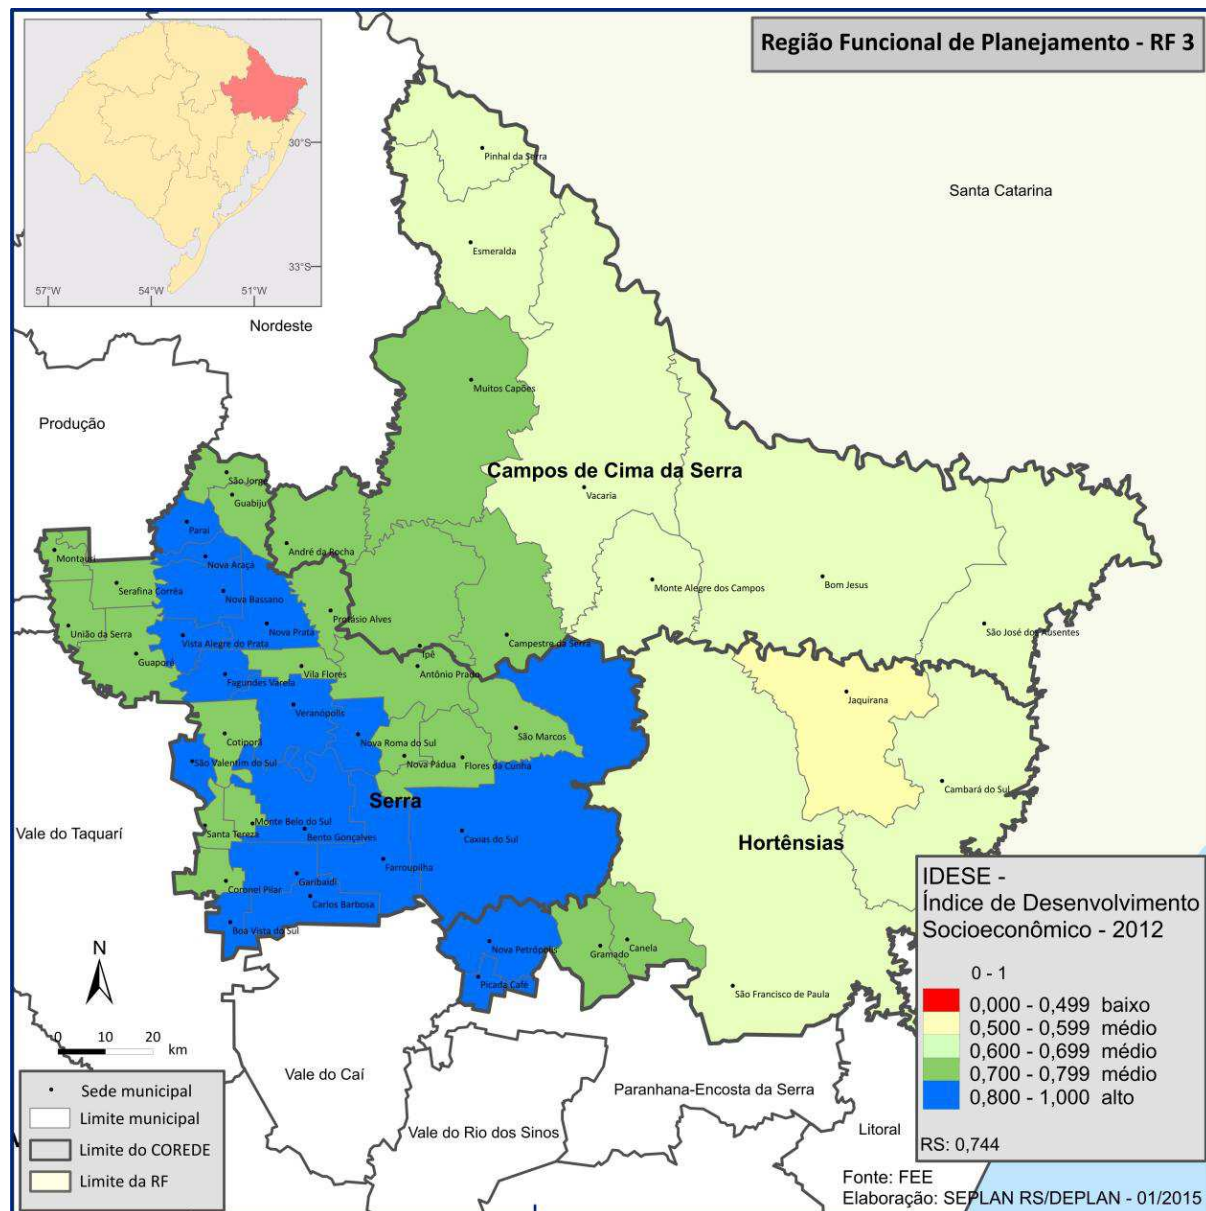 Região Funcional de Planejamento - RF 3
30°S
33°S
57°W
54°W
51°W
Santa Catarina
Nordeste
Produção
Pinhal da Serra
Esmeralda
Muitos Capões
Campos de Cima da Serra
Vacaria
São Jorge
Guabiju
Paraí
André da Rocha
Montauri
Nova Araçá
Serafina Corrêa
Nova Bassano
Monte Alegre dos Campos
Bom Jesus
Protásio Alves
União da Serra
Nova Prata
Vista Alegre do Prata
Campestre da Serra
São José dos Ausentes
Ipê
Guaporé
Vila Flores
Antônio Prado
Fagundes Varela
Jaquirana
Veranópolis
Cotiporã
Nova Roma do Sul
São Marcos
São Valentim do Sul
Nova Pádua
Flores da Cunha
Cambará do Sul
Serra
Vale do Taquarí
Santa Tereza
Monte Belo do Sul
Bento Gonçalves
Caxias do Sul
Hortênsias
Farroupilha
Coronel Pilar
Garibaldi
Carlos Barbosa
Boa Vista do Sul
Nova Petrópolis
Gramado
Canela
Picada Café
São Francisco de Paula
N
0 10 20
km
Vale do Caí
Paranhana-Encosta da Serra
Vale do Rio dos Sinos
Litoral
Sede municipal
Limite municipal
Limite do COREDE
Limite da RF
IDESE -
Índice de Desenvolvimento
Socioeconômico - 2012
0 - 1
0,000 - 0,499 baixo
0,500 - 0,599 médio
0,600 - 0,699 médio
0,700 - 0,799 médio
0,800 - 1,000 alto
RS: 0,744
Fonte: FEE
Elaboração: SEPLAN RS/DEPLAN - 01/2015